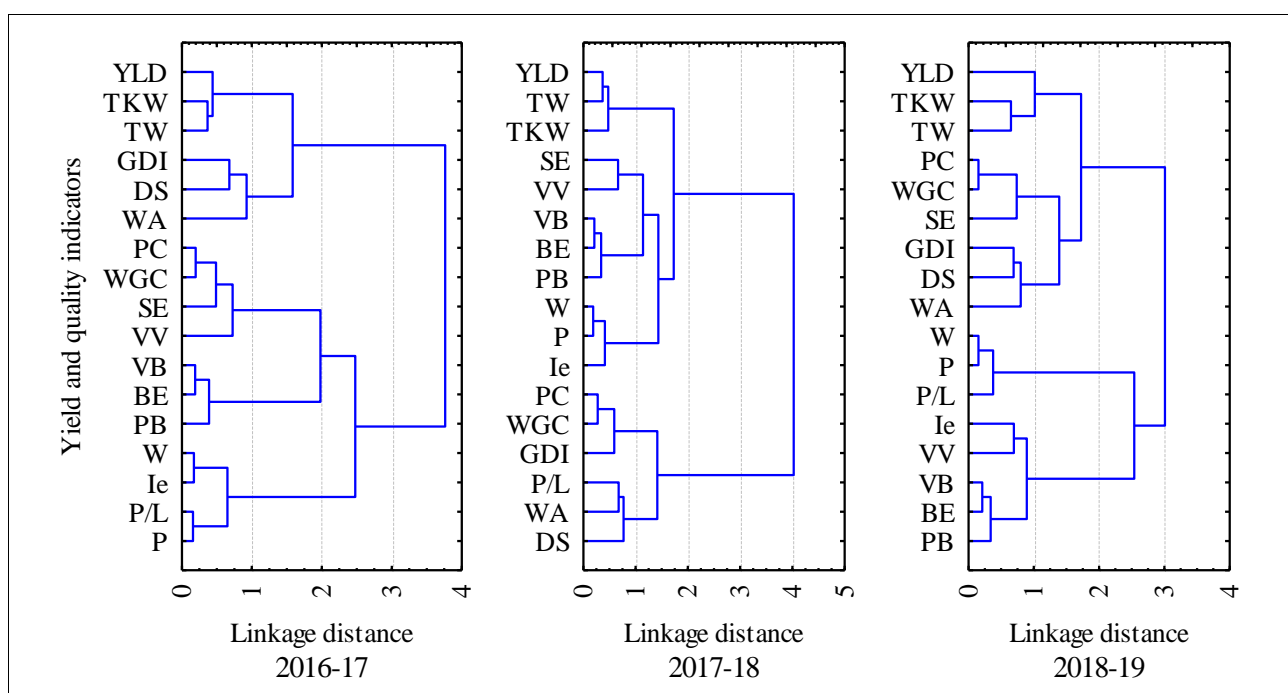 Yield and quality indicators
YLD
TKW
TW
GDI
DS
WA
PC
WGC
SE
VV
VB
BE
PB
W
Ie
P/L
P
0 1 2 3 4
Linkage distance
2016-17
YLD
TW
TKW
SE
VV
VB
BE
PB
W
P
Ie
PC
WGC
GDI
P/L
WA
DS
0 1 2 3 4 5
Linkage distance
2017-18
YLD
TKW
TW
PC
WGC
SE
GDI
DS
WA
W
P
P/L
Ie
VV
VB
BE
PB
0 1 2 3 4
Linkage distance
2018-19